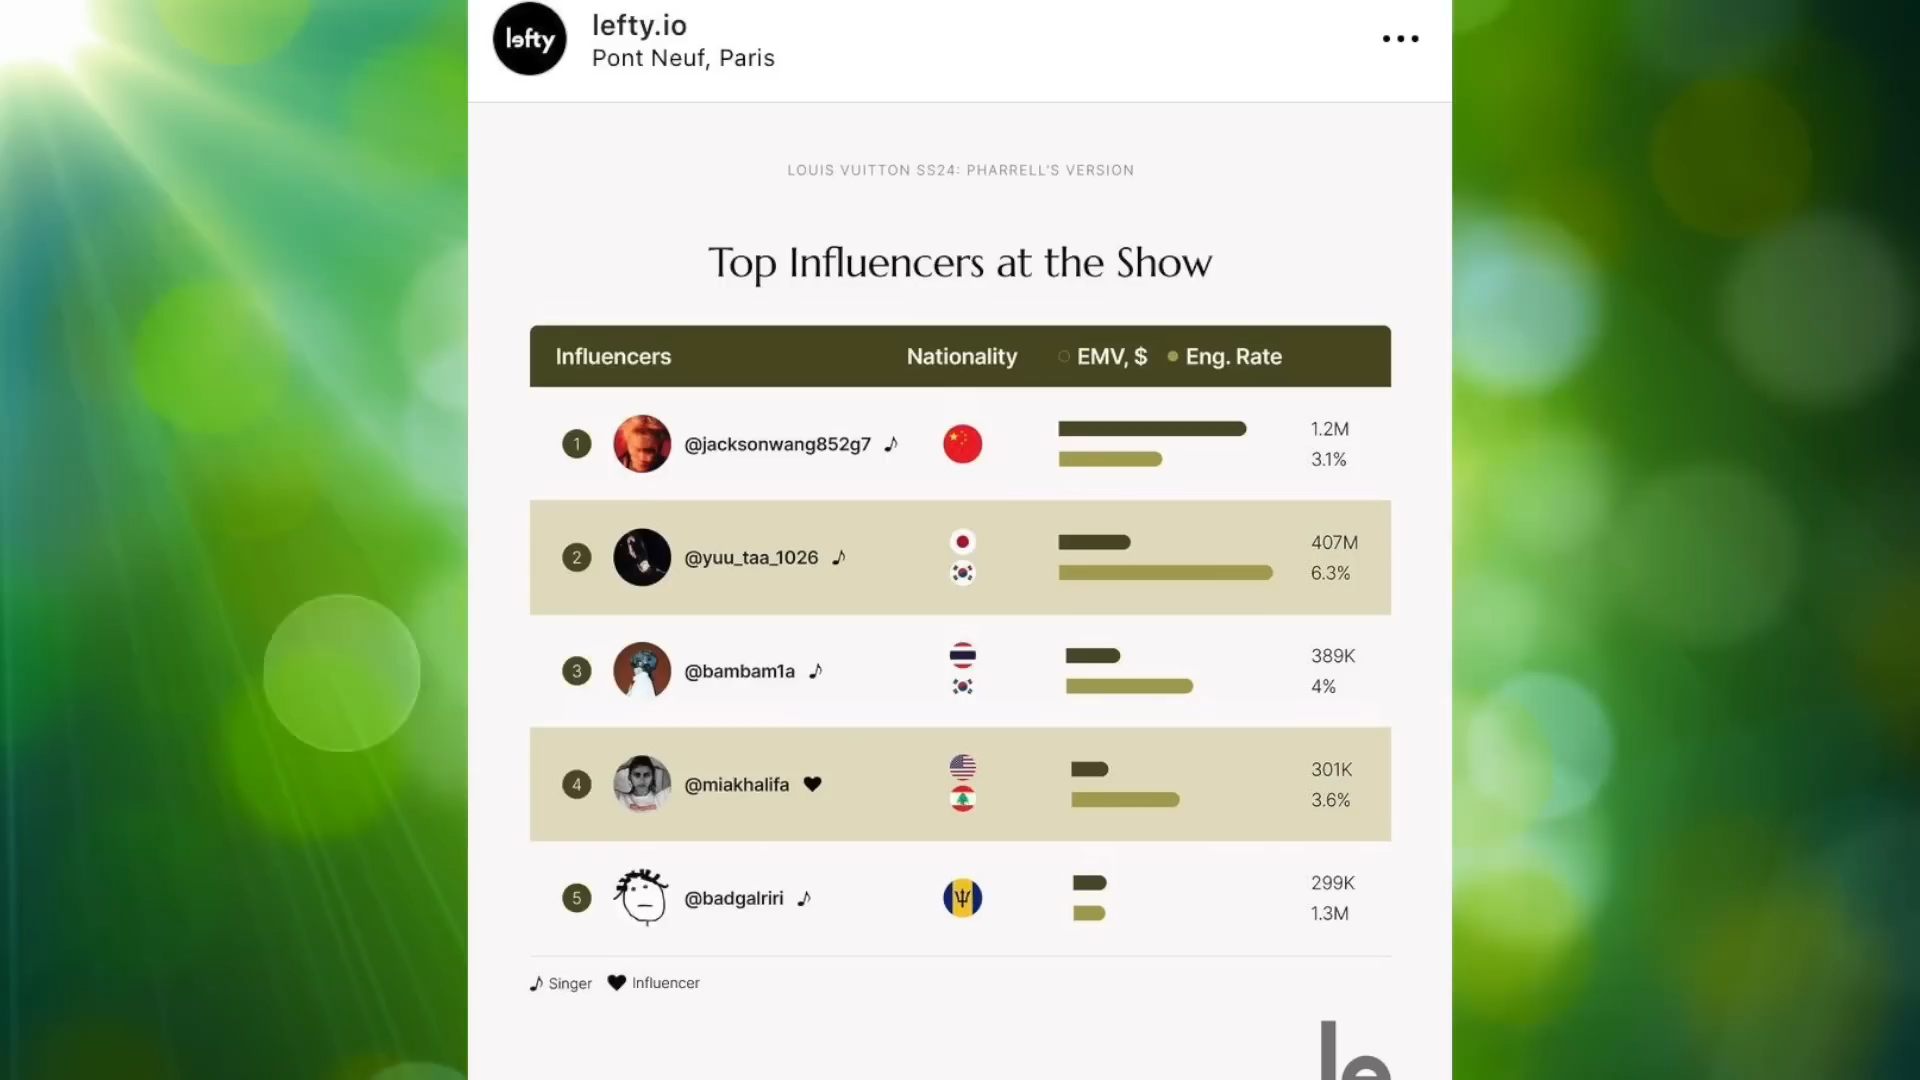 lefty
lefty.io
Pont Neuf, Paris
LOUIS VUITTON SS24: PHARRELL'S VERSION
Top Influencers at the Show
Influencers Nationality EMV, $ Eng. Rate
1 @jacksonwang852g7 1.2M
3.1%
2 @yuu_taa_1026 407M
6.3%
3 @bambam1a 389K
4%
4 @miakhalifa 301K
3.6%
5 @badgalriri 299K
1.3M
Singer Influencer
le